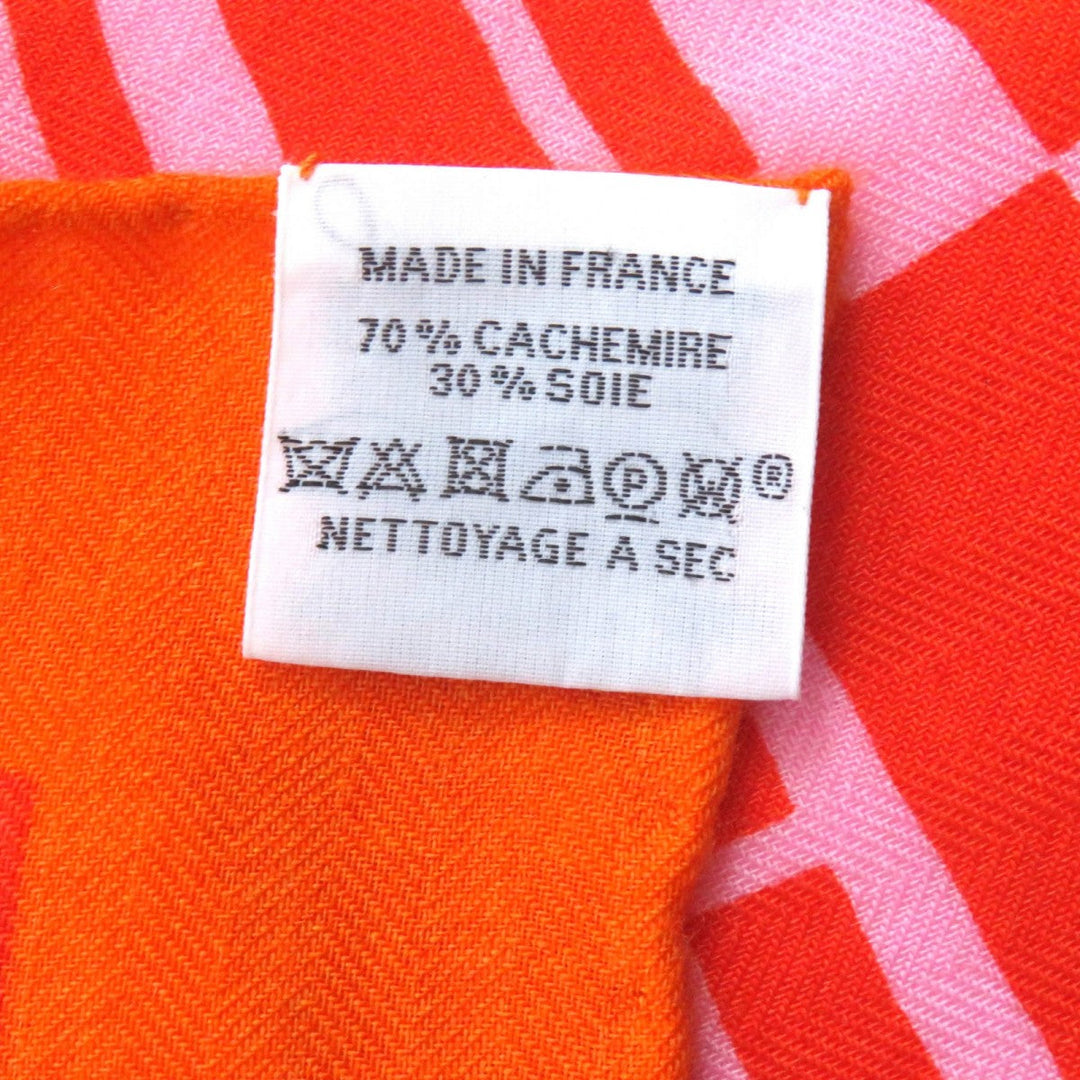 MADE IN FRANCE
70 % CACHEMIRE
30 % SOIE
P W ®
NETTOYAGE A SEC